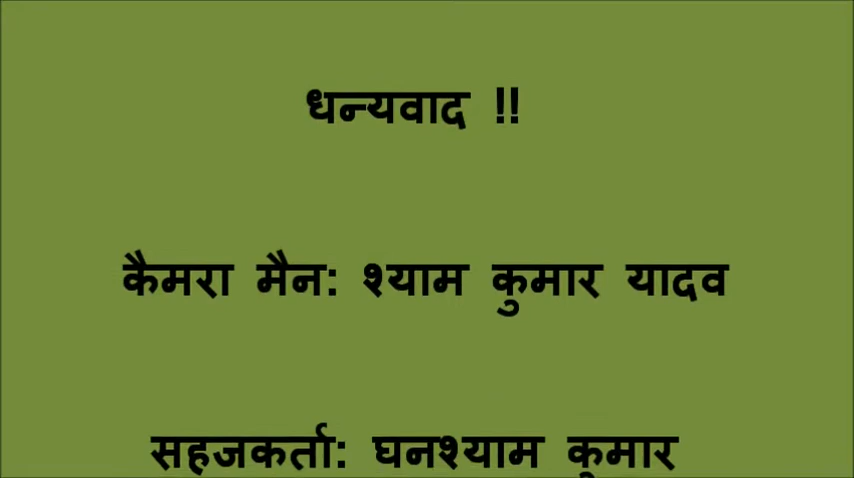 धन्यवाद !!
कैमरा मैन: श्याम कुमार यादव
सहजकर्ता: घनश्याम कुमार